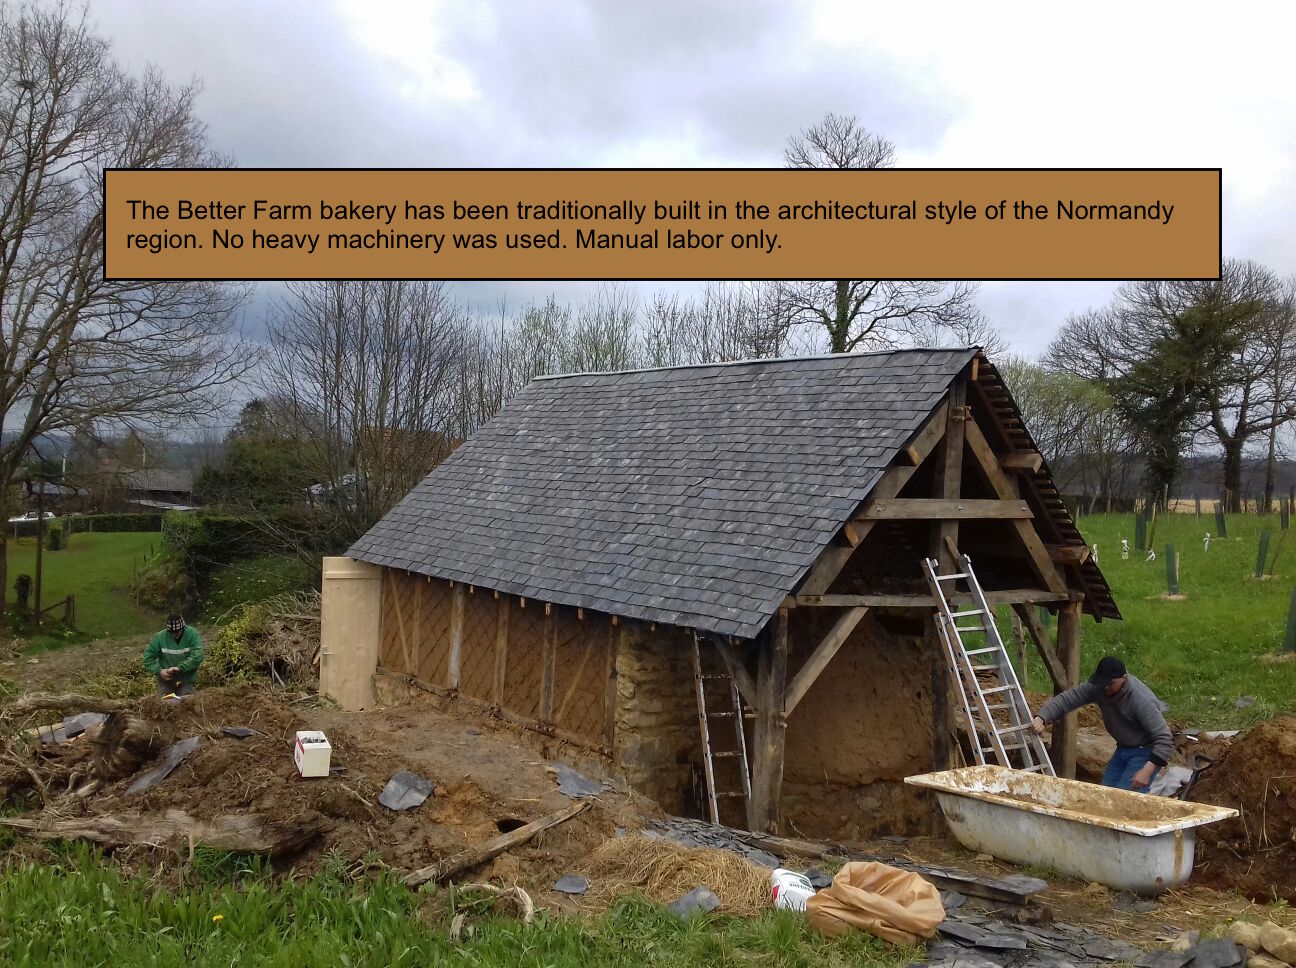 The Better Farm bakery has been traditionally built in the architectural style of the Normandy
region. No heavy machinery was used. Manual labor only.